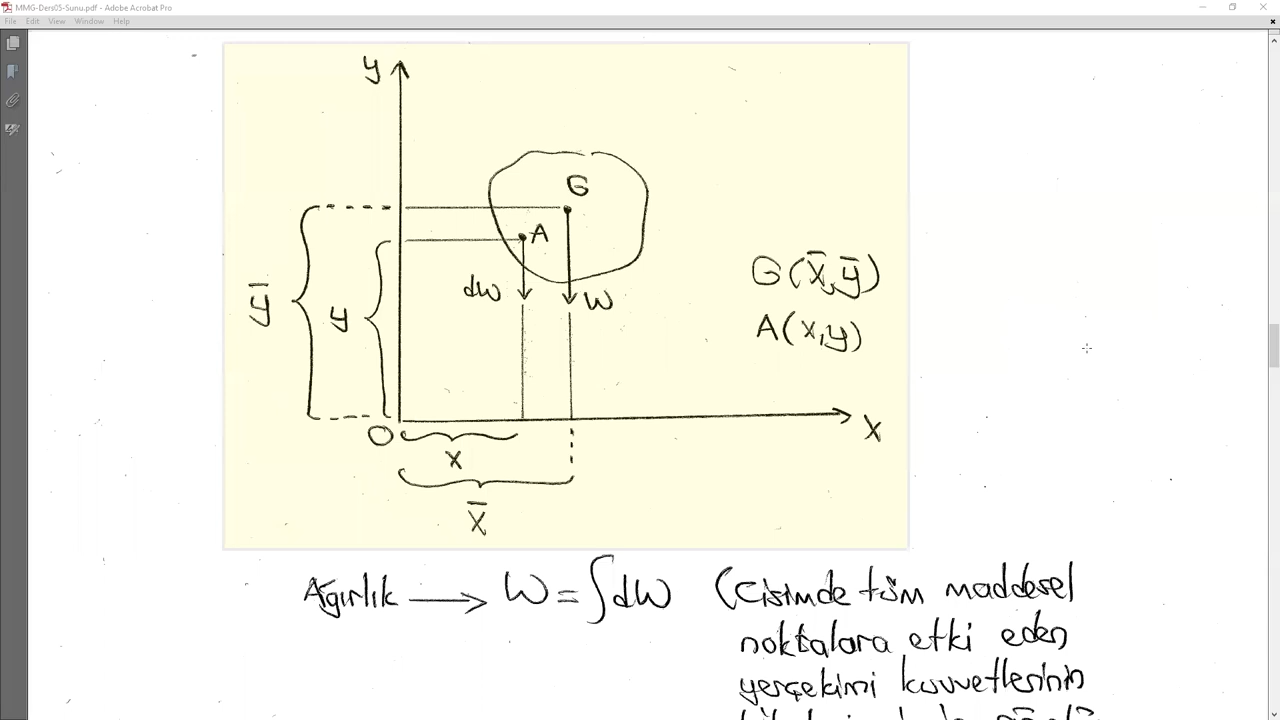 MMG-Ders05-Sunu.pdf - Adobe Acrobat Pro
File Edit View Window Help
y
G
A
dW
W
G(x̄,ȳ)
A(x,y)
ȳ
y
O
x
x
x̄
Ağırlık → W = ∫dW (Cisimde tüm maddesel
noktalara etki eden
yerçekimi kuvvetlerinin